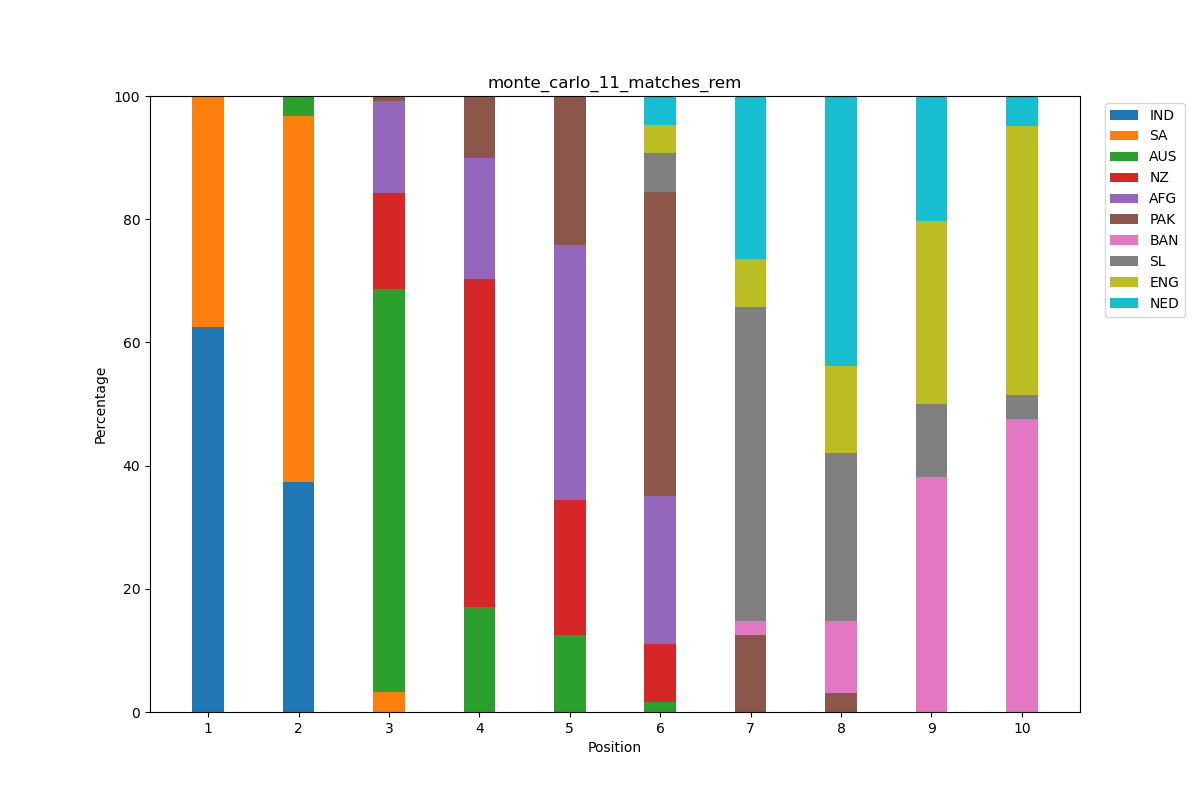 monte_carlo_11_matches_rem
100
80
60
40
20
0
Percentage
1 2 3 4 5 6 7 8 9 10
Position
IND
SA
AUS
NZ
AFG
PAK
BAN
SL
ENG
NED